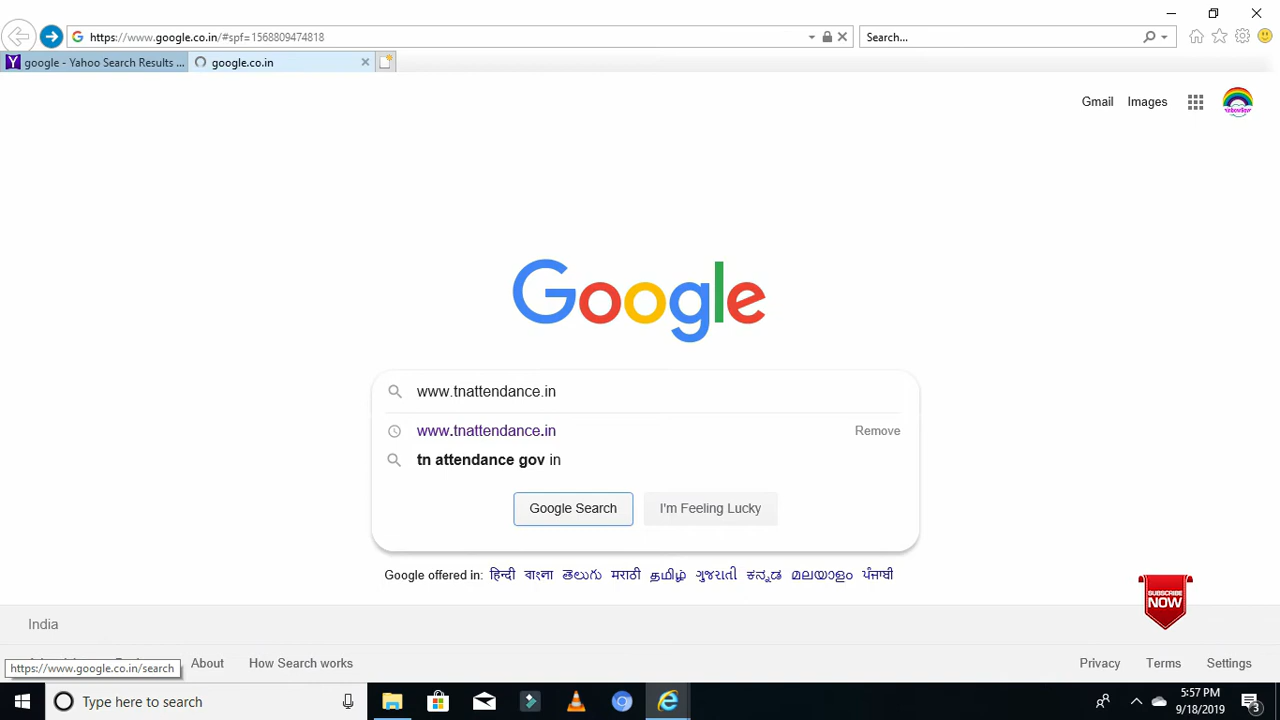 https://www.google.co.in/#spf=1568809474818
Search...
google - Yahoo Search Results ...
google.co.in
Gmail Images
Google
www.tnattendance.in
www.tnattendance.in Remove
tn attendance gov in
Google Search I'm Feeling Lucky
Google offered in: हिन्दी বাংলা తెలుగు मराठी தமிழ் ગુજરાતી ಕನ್ನಡ മലയാളം ਪੰਜਾਬੀ
SUBSCRIBE
NOW
India
About How Search works Privacy Terms Settings
https://www.google.co.in/search
Type here to search
5:57 PM
9/18/2019
3